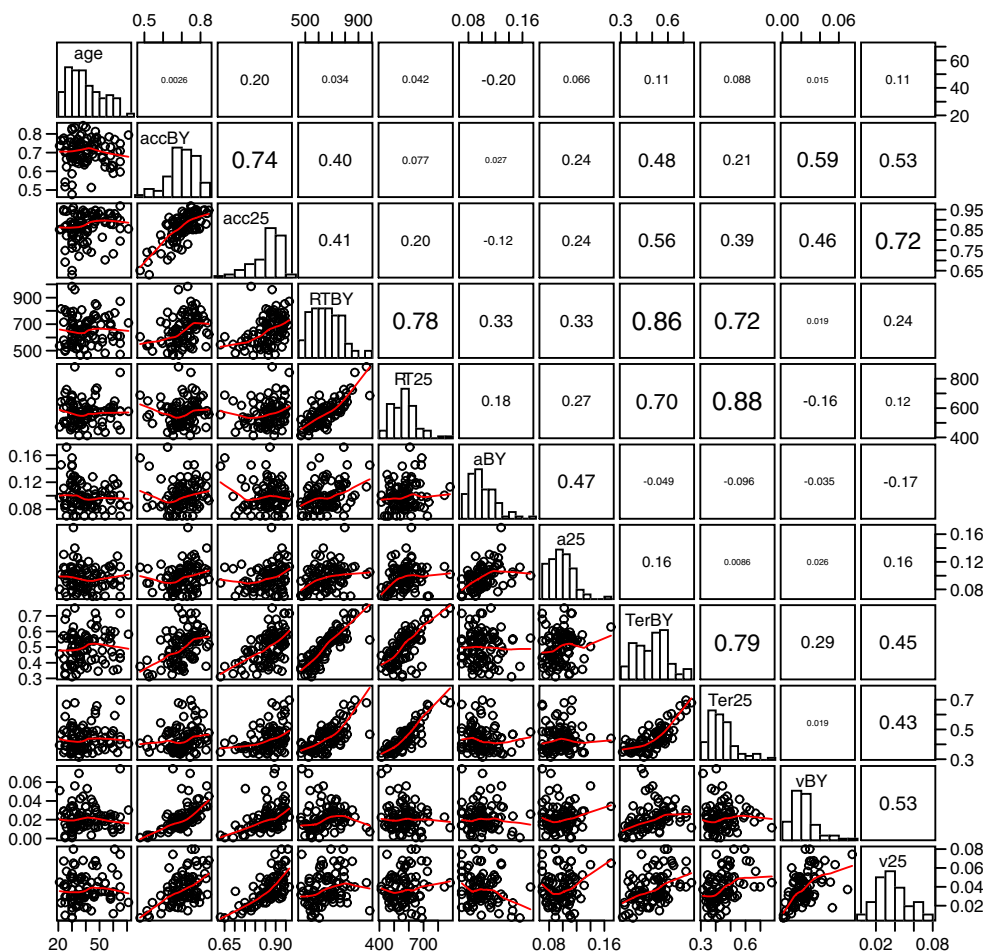 0.5 0.8 500 900 0.08 0.16 0.3 0.6 0.00 0.06
age 0.0026 0.20 0.034 0.042 -0.20 0.066 0.11 0.088 0.015 0.11 20 40 60
0.5 0.6 0.7 0.8 accBY 0.74 0.40 0.077 0.027 0.24 0.48 0.21 0.59 0.53
acc25 0.41 0.20 -0.12 0.24 0.56 0.39 0.46 0.72 0.65 0.75 0.85 0.95
500 700 900 RTBY 0.78 0.33 0.33 0.86 0.72 0.019 0.24
RT25 0.18 0.27 0.70 0.88 -0.16 0.12 400 600 800
0.08 0.12 0.16 aBY 0.47 -0.049 -0.096 -0.035 -0.17
a25 0.16 0.0086 0.026 0.16 0.08 0.12 0.16
0.3 0.4 0.5 0.6 0.7 TerBY 0.79 0.29 0.45
Ter25 0.019 0.43 0.3 0.5 0.7
0.00 0.02 0.04 0.06 vBY 0.53
v25 0.02 0.04 0.06 0.08
20 50 0.65 0.90 400 700 0.08 0.16 0.3 0.6 0.02 0.08